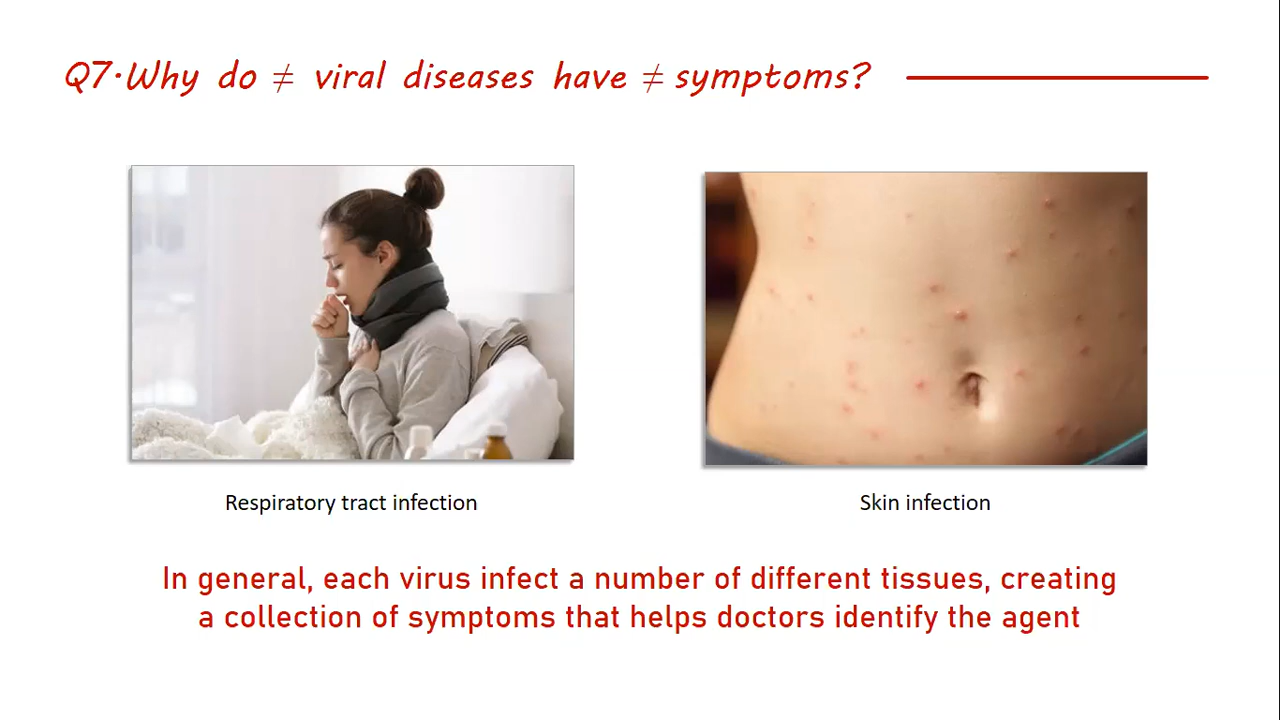 Q7·Why do ≠ viral diseases have ≠ symptoms?
Respiratory tract infection
Skin infection
In general, each virus infect a number of different tissues, creating
a collection of symptoms that helps doctors identify the agent